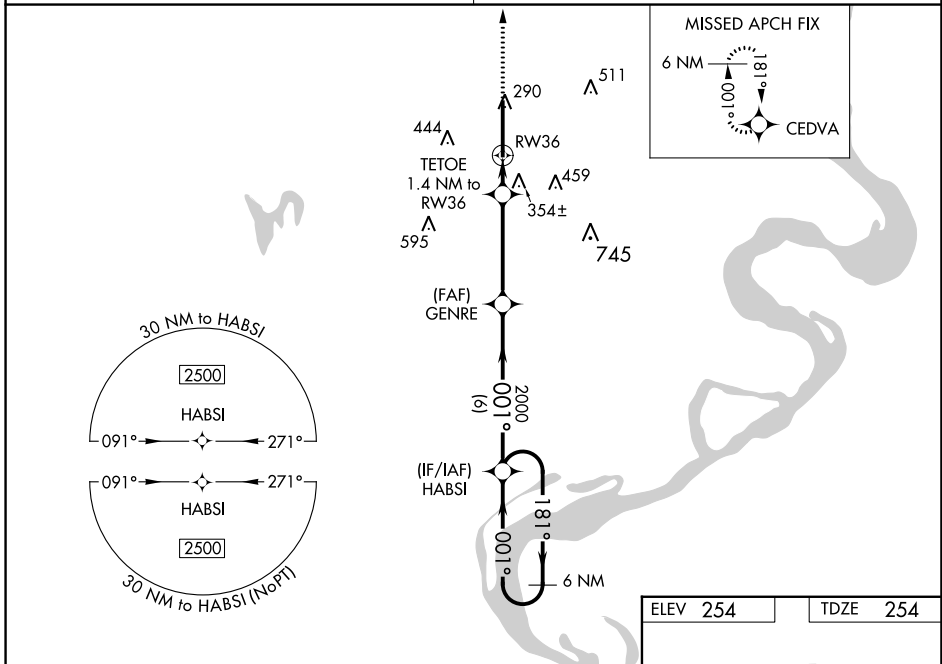 MISSED APCH FIX
6 NM
181°
001°
CEDVA
511
290
444
RW36
TETOE
1.4 NM to
RW36
459
354±
595
745
(FAF)
GENRE
30 NM to HABSI
2500
HABSI
091°
271°
2000
001°
(6)
(IF/IAF)
HABSI
091°
271°
HABSI
2500
30 NM to HABSI (NoPT)
181°
001°
6 NM
ELEV 254
TDZE 254